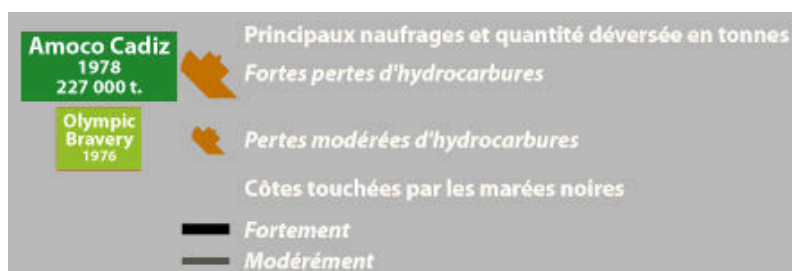 Principaux naufrages et quantité déversée en tonnes
Amoco Cadiz
1978
227 000 t.
Fortes pertes d'hydrocarbures
Olympic
Bravery
1976
Pertes modérées d'hydrocarbures
Côtes touchées par les marées noires
Fortement
Modérément